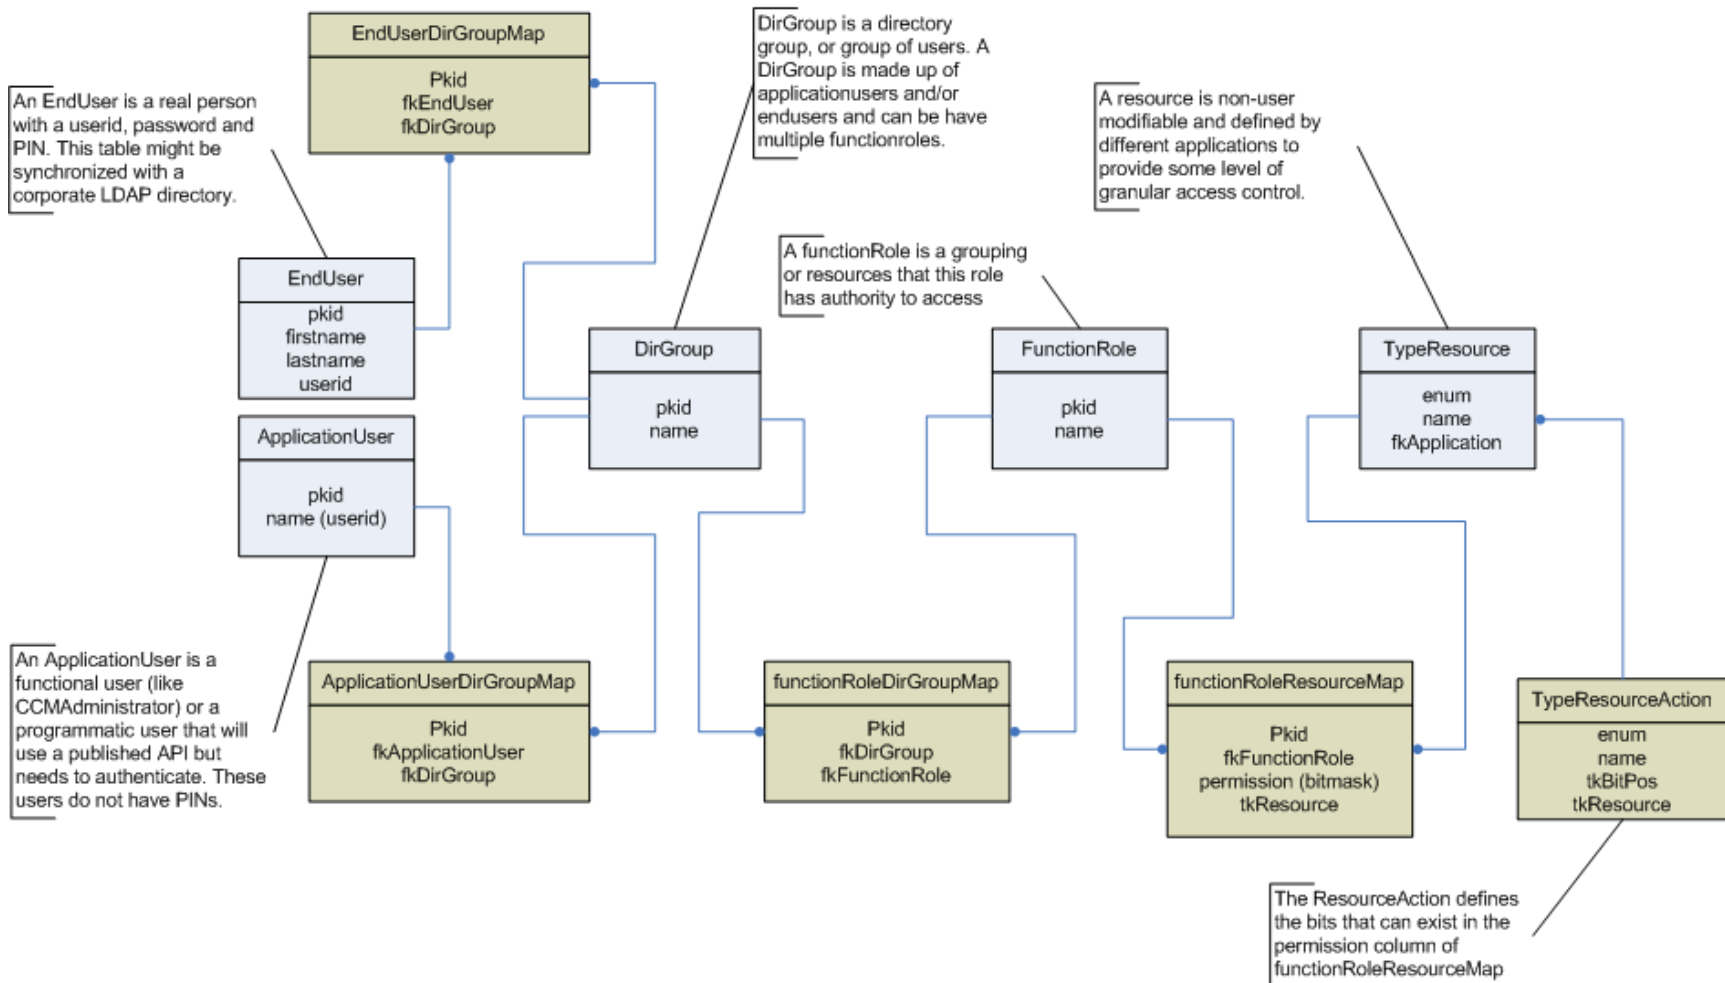 EndUserDirGroupMap
Pkid
fkEndUser
fkDirGroup
An EndUser is a real person
with a userid, password and
PIN. This table might be
synchronized with a
corporate LDAP directory.
DirGroup is a directory
group, or group of users. A
DirGroup is made up of
applicationusers and/or
endusers and can be have
multiple functionroles.
A resource is non-user
modifiable and defined by
different applications to
provide some level of
granular access control.
A functionRole is a grouping
or resources that this role
has authority to access
EndUser
pkid
firstname
lastname
userid
ApplicationUser
pkid
name (userid)
DirGroup
pkid
name
FunctionRole
pkid
name
TypeResource
enum
name
fkApplication
An ApplicationUser is a
functional user (like
CCMAdministrator) or a
programmatic user that will
use a published API but
needs to authenticate. These
users do not have PINs.
ApplicationUserDirGroupMap
Pkid
fkApplicationUser
fkDirGroup
functionRoleDirGroupMap
Pkid
fkDirGroup
fkFunctionRole
functionRoleResourceMap
Pkid
fkFunctionRole
permission (bitmask)
tkResource
TypeResourceAction
enum
name
tkBitPos
tkResource
The ResourceAction defines
the bits that can exist in the
permission column of
functionRoleResourceMap